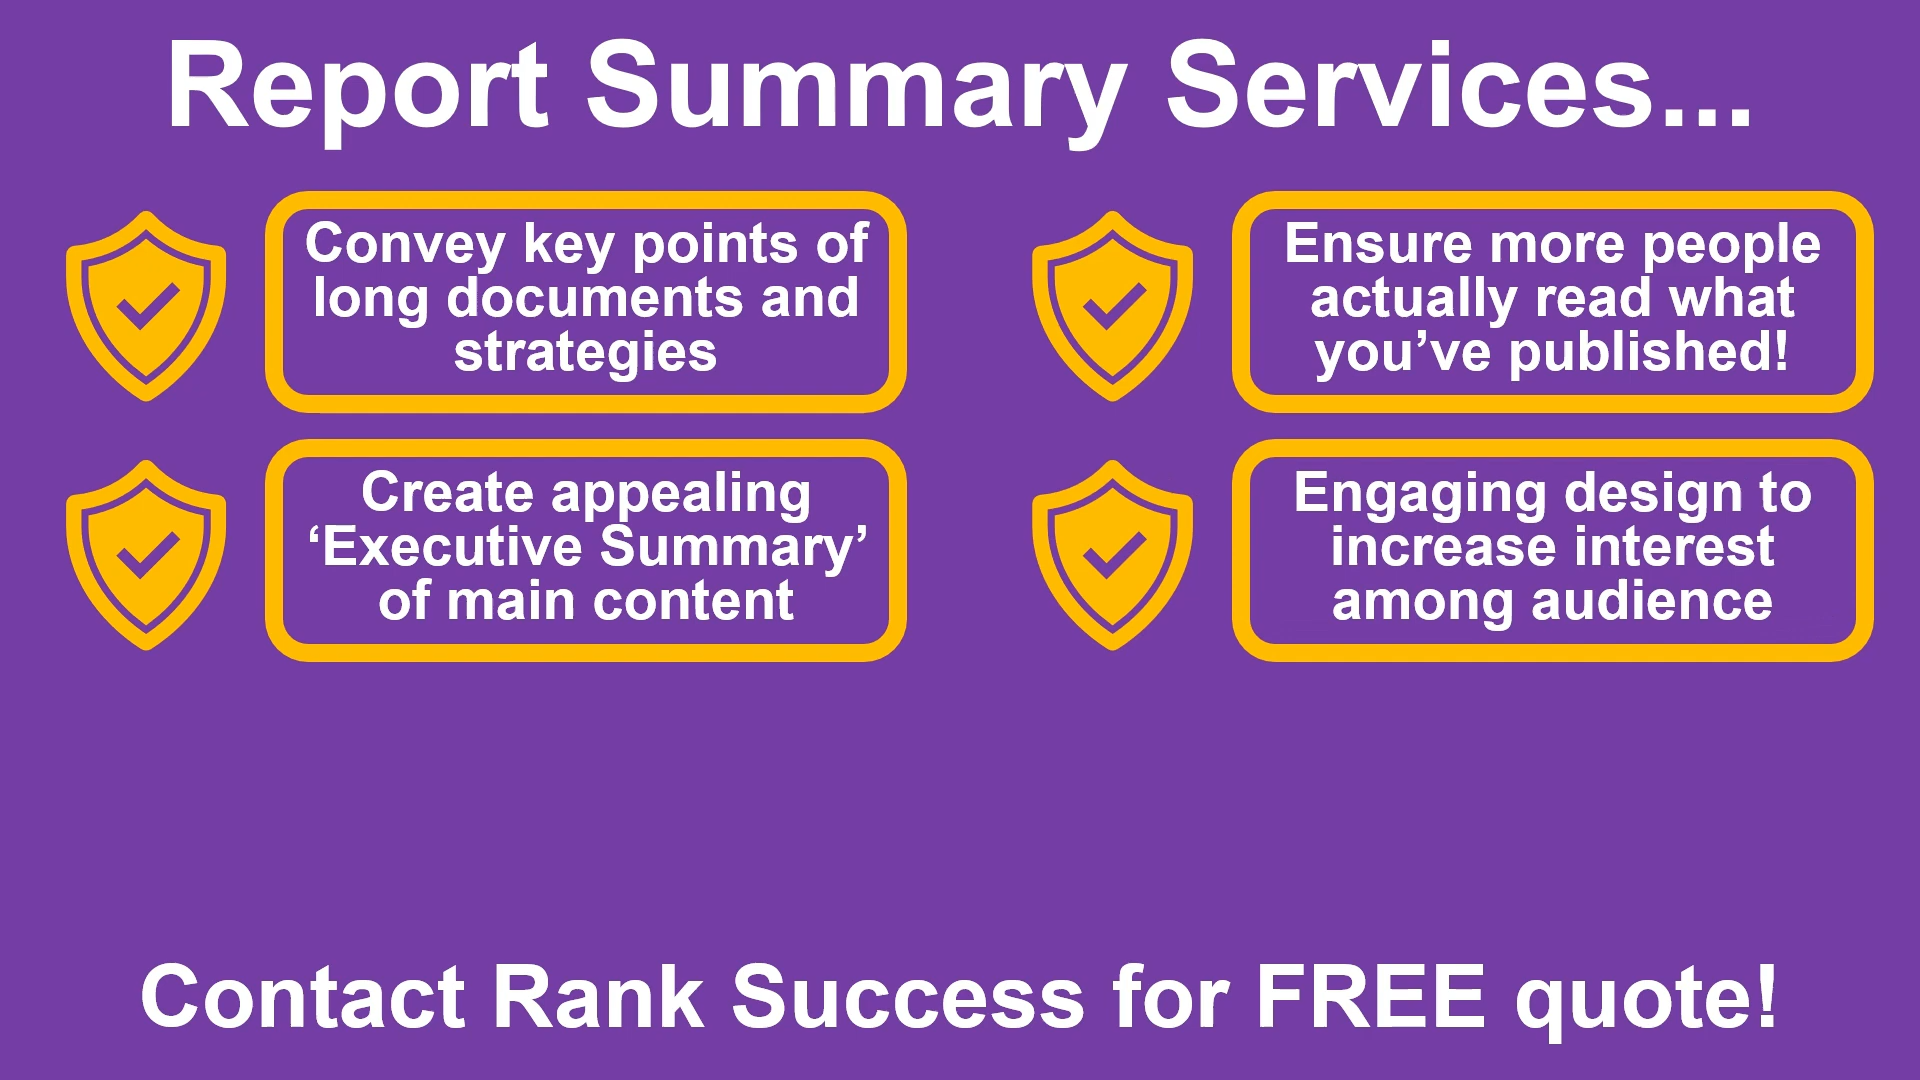 Report Summary Services...
Convey key points of
long documents and
strategies
Ensure more people
actually read what
you’ve published!
Create appealing
‘Executive Summary’
of main content
Engaging design to
increase interest
among audience
Contact Rank Success for FREE quote!